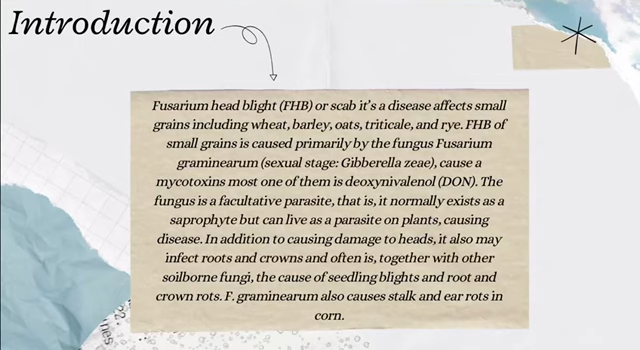 Introduction
Fusarium head blight (FHB) or scab it's a disease affects small
grains including wheat, barley, oats, triticale, and rye. FHB of
small grains is caused primarily by the fungus Fusarium
graminearum (sexual stage: Gibberella zeae), cause a
mycotoxins most one of them is deoxynivalenol (DON). The
fungus is a facultative parasite, that is, it normally exists as a
saprophyte but can live as a parasite on plants, causing
disease. In addition to causing damage to heads, it also may
infect roots and crowns and often is, together with other
soilborne fungi, the cause of seedling blights and root and
crown rots. F. graminearum also causes stalk and ear rots in
corn.